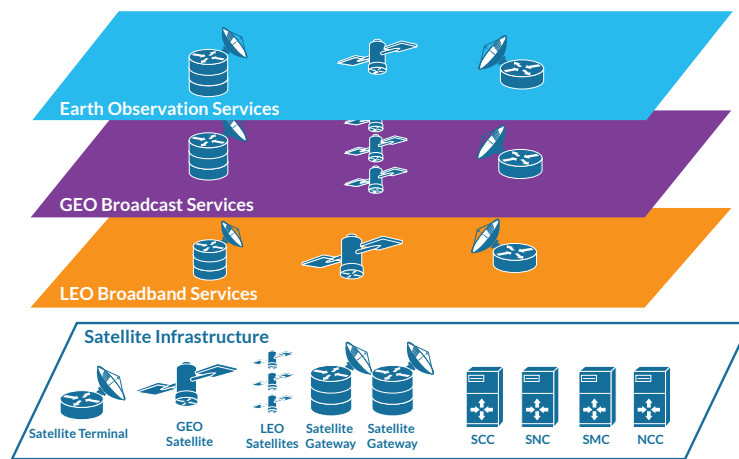 Earth Observation Services
GEO Broadcast Services
LEO Broadband Services
Satellite Infrastructure
Satellite Terminal
GEO
Satellite
LEO
Satellites
Satellite
Gateway
Satellite
Gateway
SCC
SNC
SMC
NCC